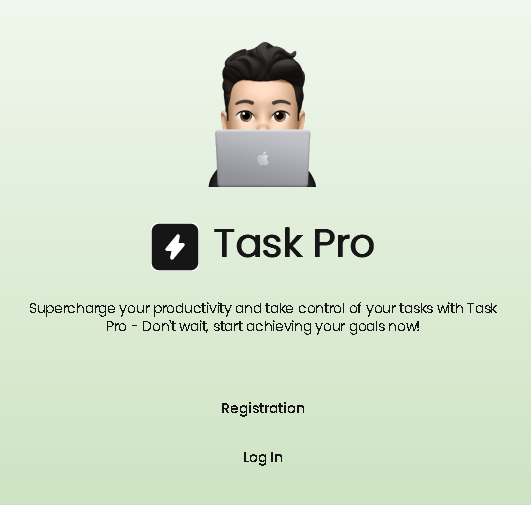 Task Pro
Supercharge your productivity and take control of your tasks with Task
Pro - Don't wait, start achieving your goals now!
Registration
Log In